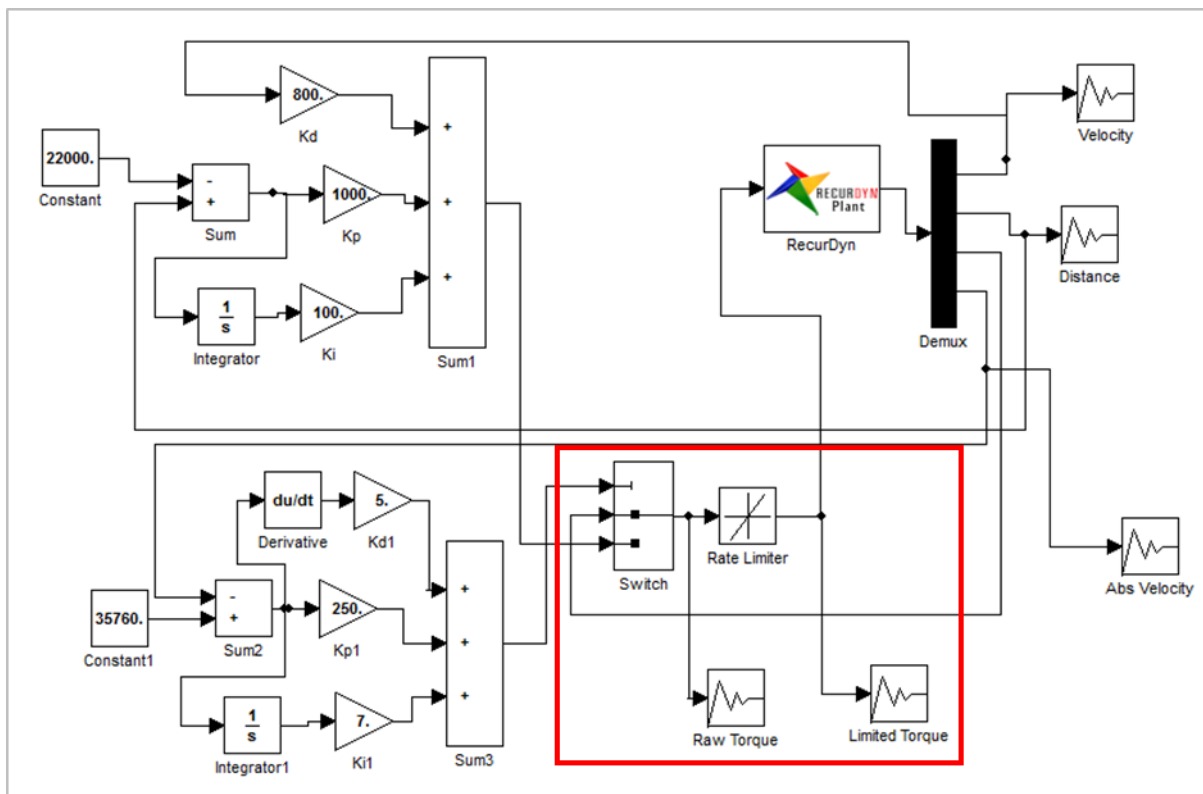 800.
Kd
Velocity
22000.
Constant
-
+
Sum
1000.
Kp
1
s
Integrator
100.
Ki
+
+
+
Sum1
RECURDYN
Plant
RecurDyn
Demux
Distance
du/dt
Derivative
5.
Kd1
35760.
Constant1
-
+
Sum2
250.
Kp1
1
s
Integrator1
7.
Ki1
+
+
+
Sum3
Switch
Rate Limiter
Raw Torque
Limited Torque
Abs Velocity